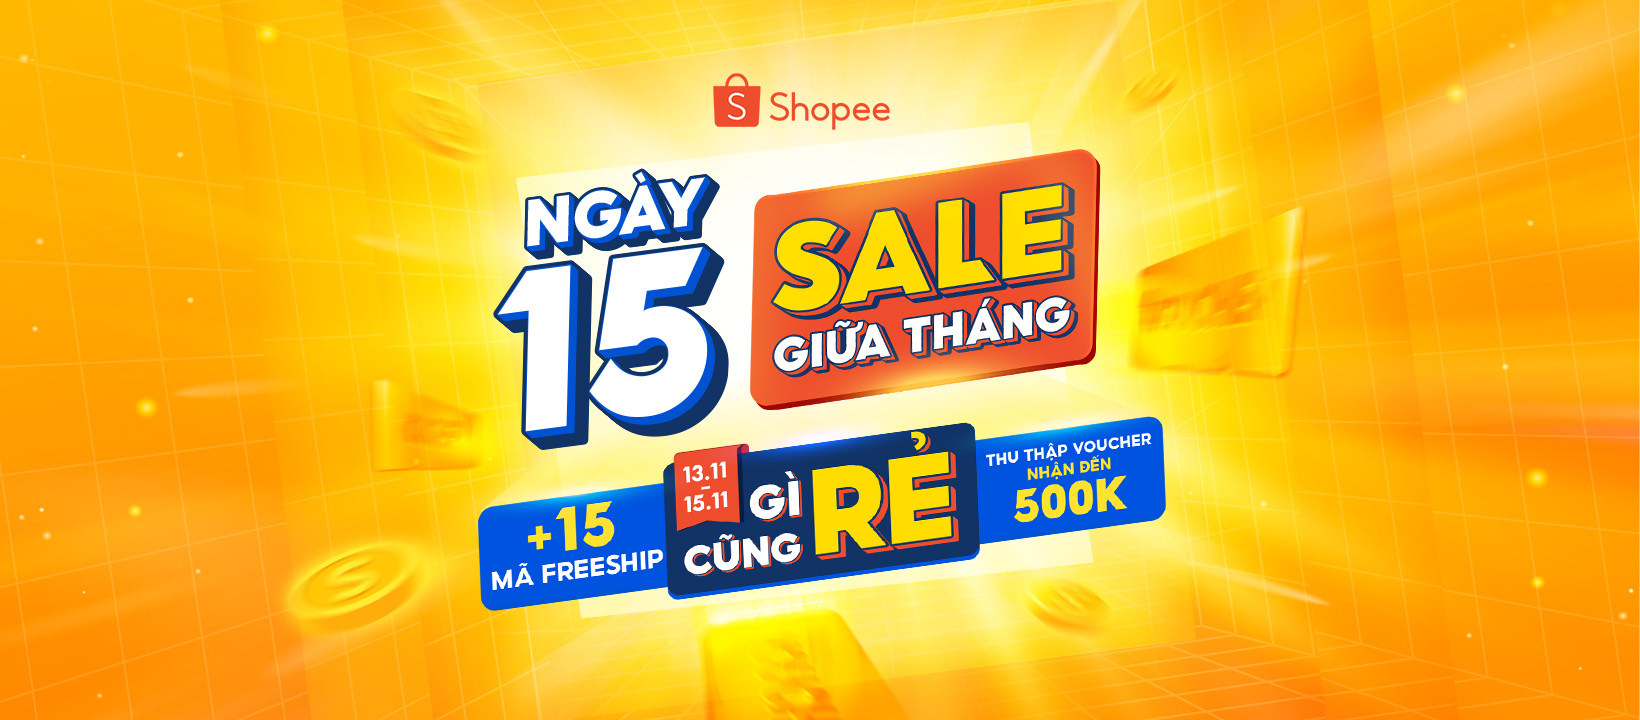 Shopee
NGÀY
15
SALE
GIỮA THÁNG
+15
MÃ FREESHIP
13.11
–
15.11
GÌ
CŨNG
RẺ
THU THẬP VOUCHER
NHẬN ĐẾN
500K